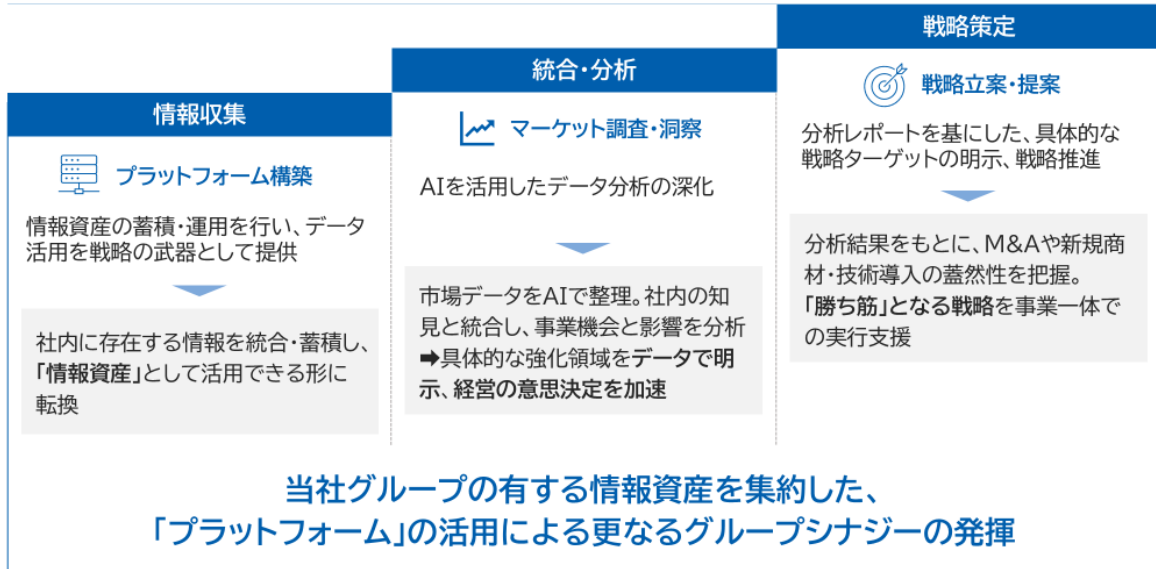 情報収集
プラットフォーム構築
情報資産の蓄積・運用を行い、データ
活用を戦略の武器として提供
社内に存在する情報を統合・蓄積し、
「情報資産」として活用できる形に
転換
統合・分析
マーケット調査・洞察
AIを活用したデータ分析の深化
市場データをAIで整理。社内の知
見と統合し、事業機会と影響を分析
➡具体的な強化領域をデータで明
示、経営の意思決定を加速
戦略策定
戦略立案・提案
分析レポートを基にした、具体的な
戦略ターゲットの明示、戦略推進
分析結果をもとに、M&Aや新規商
材・技術導入の蓋然性を把握。
「勝ち筋」となる戦略を事業一体で
の実行支援
当社グループの有する情報資産を集約した、
「プラットフォーム」の活用による更なるグループシナジーの発揮